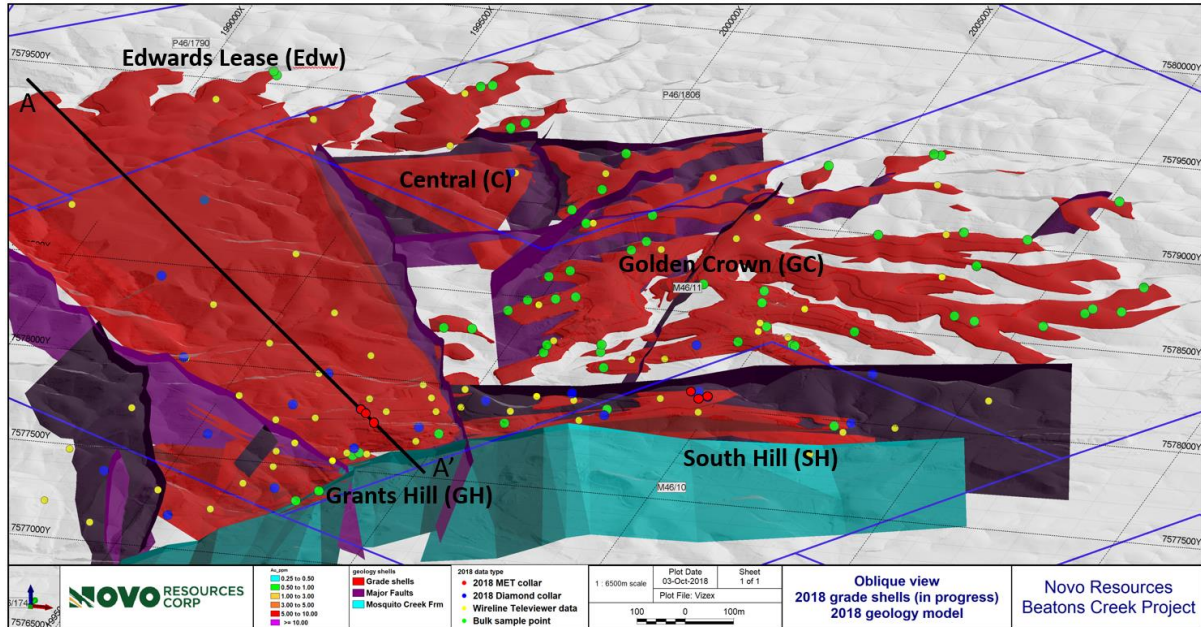 199000X
199500X
200000X
200500X
7579500Y
P46/1790
Edwards Lease (Edw)
7580000Y
A
P46/1806
7579500Y
Central (C)
Golden Crown (GC)
7579000Y
M46/11
7578500Y
7578000Y
7577500Y
A'
South Hill (SH)
7578000Y
Grants Hill (GH)
M46/10
7577000Y
7577500Y
7576500Y
NOVO RESOURCES CORP
Au_ppm
0.25 to 0.50
0.50 to 1.00
1.00 to 3.00
3.00 to 5.00
5.00 to 10.00
>= 10.00
geology shells
Grade shells
Major Faults
Mosquito Creek Frm
2018 data type
2018 MET collar
2018 Diamond collar
Wireline Televiewer data
Bulk sample point
1 : 6500m scale
Plot Date
03-Oct-2018
Sheet
1 of 1
Plot File: Vizex
100 0 100m
Oblique view
2018 grade shells (in progress)
2018 geology model
Novo Resources
Beatons Creek Project